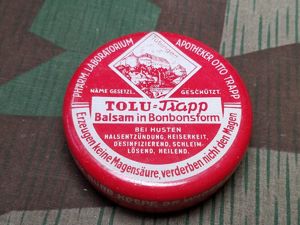 PHARM. LABORATORIUM APOTHEKER OTTO TRAPP
NAME GESETZL. GESCHÜTZT.
TOLU=Trapp
Balsam in Bonbonsform
BEI HUSTEN
HALSENTZÜNDUNG, HEISERKEIT,
DESINFIZIEREND, SCHLEIM-
LÖSEND, HEILEND.
Erzeugen keine Magensäure, verderben nicht den Magen